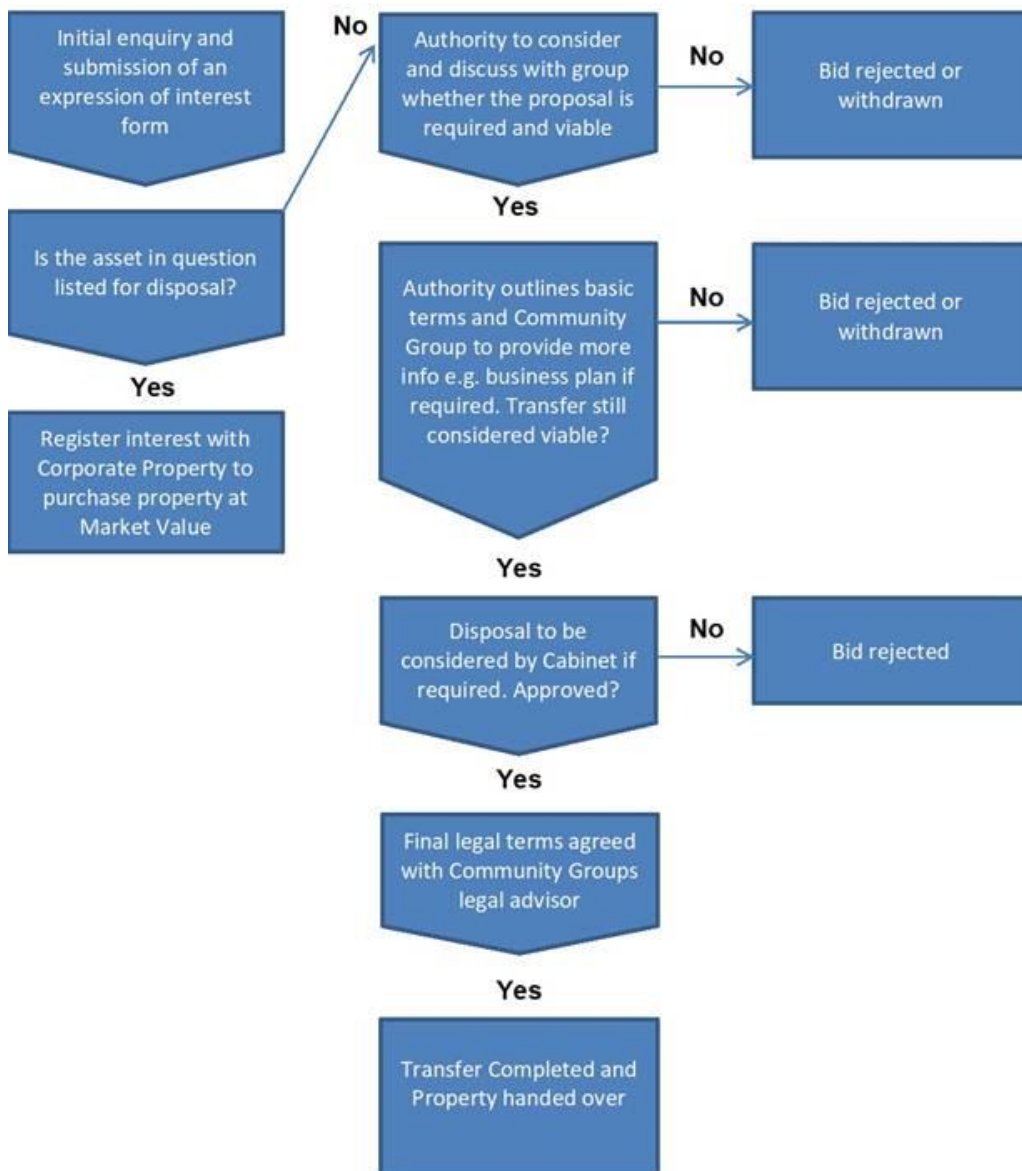 Initial enquiry and
submission of an
expression of interest
form
Is the asset in question
listed for disposal?
Yes
Register interest with
Corporate Property to
purchase property at
Market Value
No
Authority to consider
and discuss with group
whether the proposal is
required and viable
No
Bid rejected or
withdrawn
Yes
Authority outlines basic
terms and Community
Group to provide more
info e.g. business plan if
required. Transfer still
considered viable?
No
Bid rejected or
withdrawn
Yes
Disposal to be
considered by Cabinet if
required. Approved?
No
Bid rejected
Yes
Final legal terms agreed
with Community Groups
legal advisor
Yes
Transfer Completed and
Property handed over